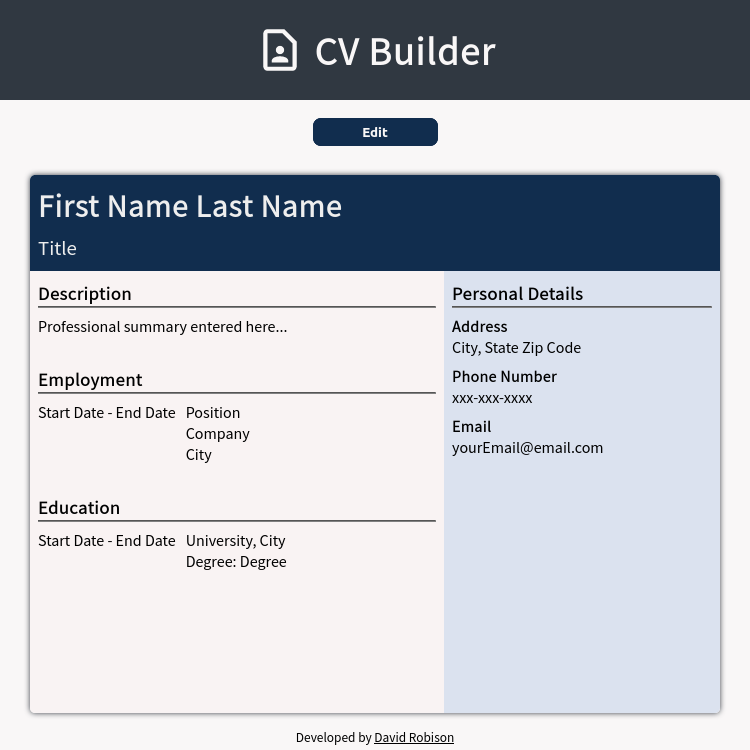 CV Builder
Edit
First Name Last Name
Title
Description
Professional summary entered here...
Employment
Start Date - End Date Position
Company
City
Education
Start Date - End Date University, City
Degree: Degree
Personal Details
Address
City, State Zip Code
Phone Number
xxx-xxx-xxxx
Email
yourEmail@email.com
Developed by David Robison